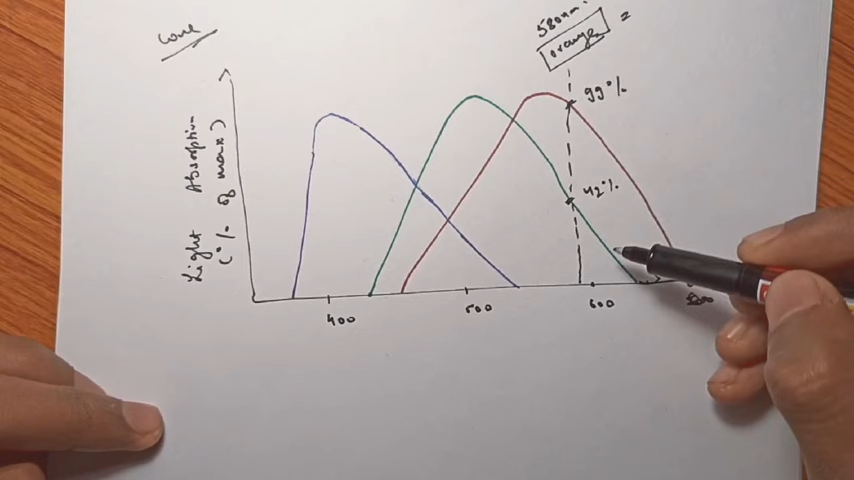 580nm.
cone
orange =
99%
Light Absorption
(% of max)
42%
400
500
600